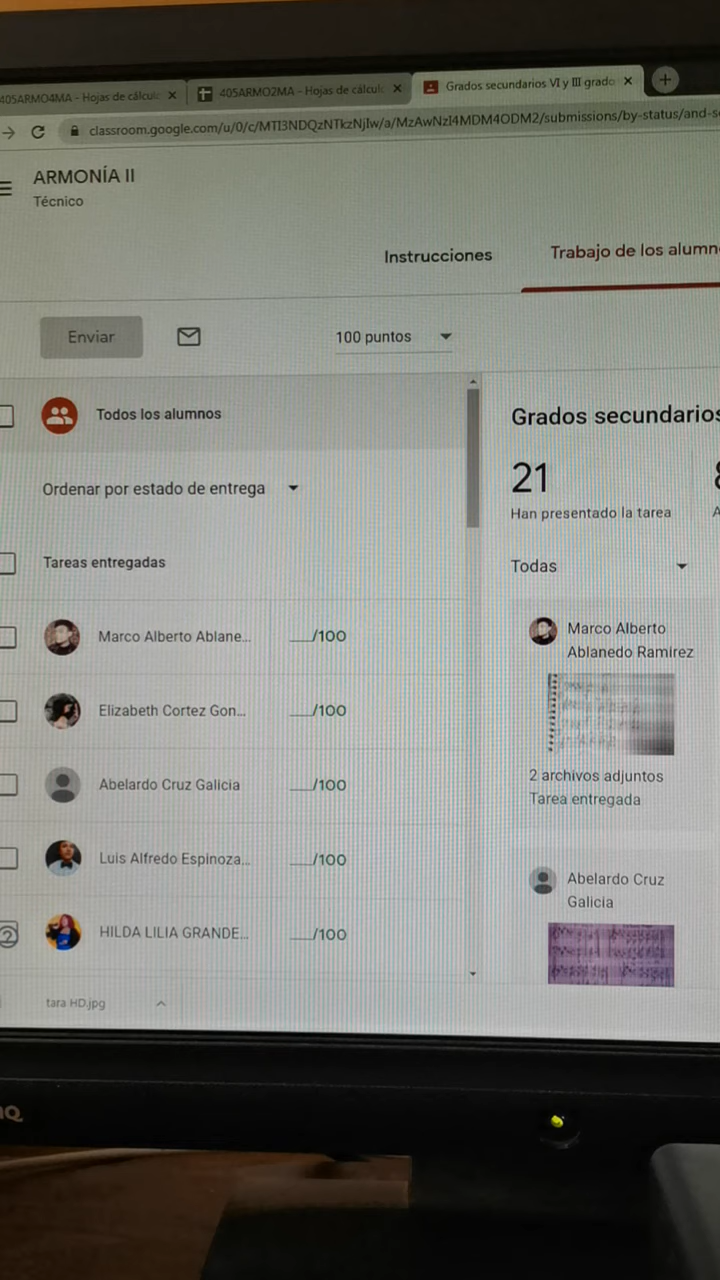 405ARMO4MA - Hojas de cálculo
405ARMO2MA - Hojas de cálculo
Grados secundarios VI y III grado
classroom.google.com/u/0/c/MTI3NDQzNTkzNjIw/a/MzAwNzI4MDM4ODM2/submissions/by-status/and-s
ARMONÍA II
Técnico
Instrucciones
Trabajo de los alumn
Enviar
100 puntos
Todos los alumnos
Ordenar por estado de entrega
Tareas entregadas
Marco Alberto Ablane... /100
Elizabeth Cortez Gon... /100
Abelardo Cruz Galicia /100
Luis Alfredo Espinoza... /100
HILDA LILIA GRANDE... /100
Grados secundarios
21
Han presentado la tarea
Todas
Marco Alberto
Ablanedo Ramirez
2 archivos adjuntos
Tarea entregada
Abelardo Cruz
Galicia
tara HD.jpg